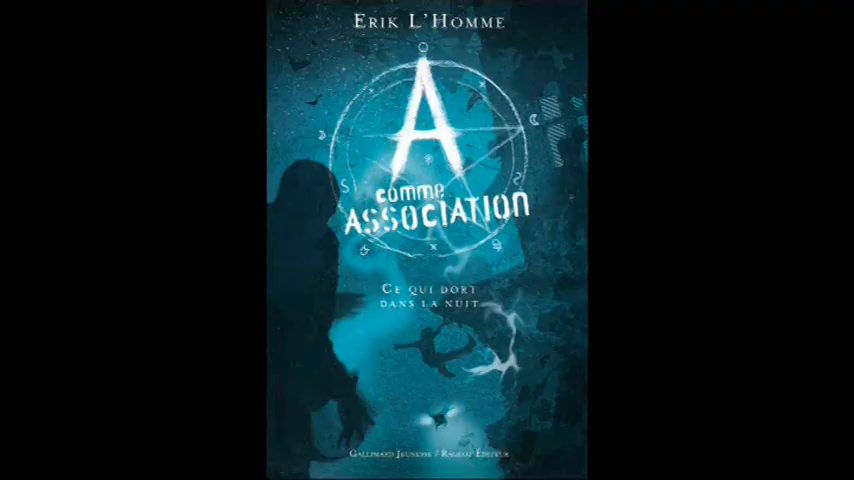 ERIK L'HOMME
A
COMME
ASSOCIATION
CE QUI DORT
DANS LA NUIT
GALLIMARD JEUNESSE / RAGEOT ÉDITEUR